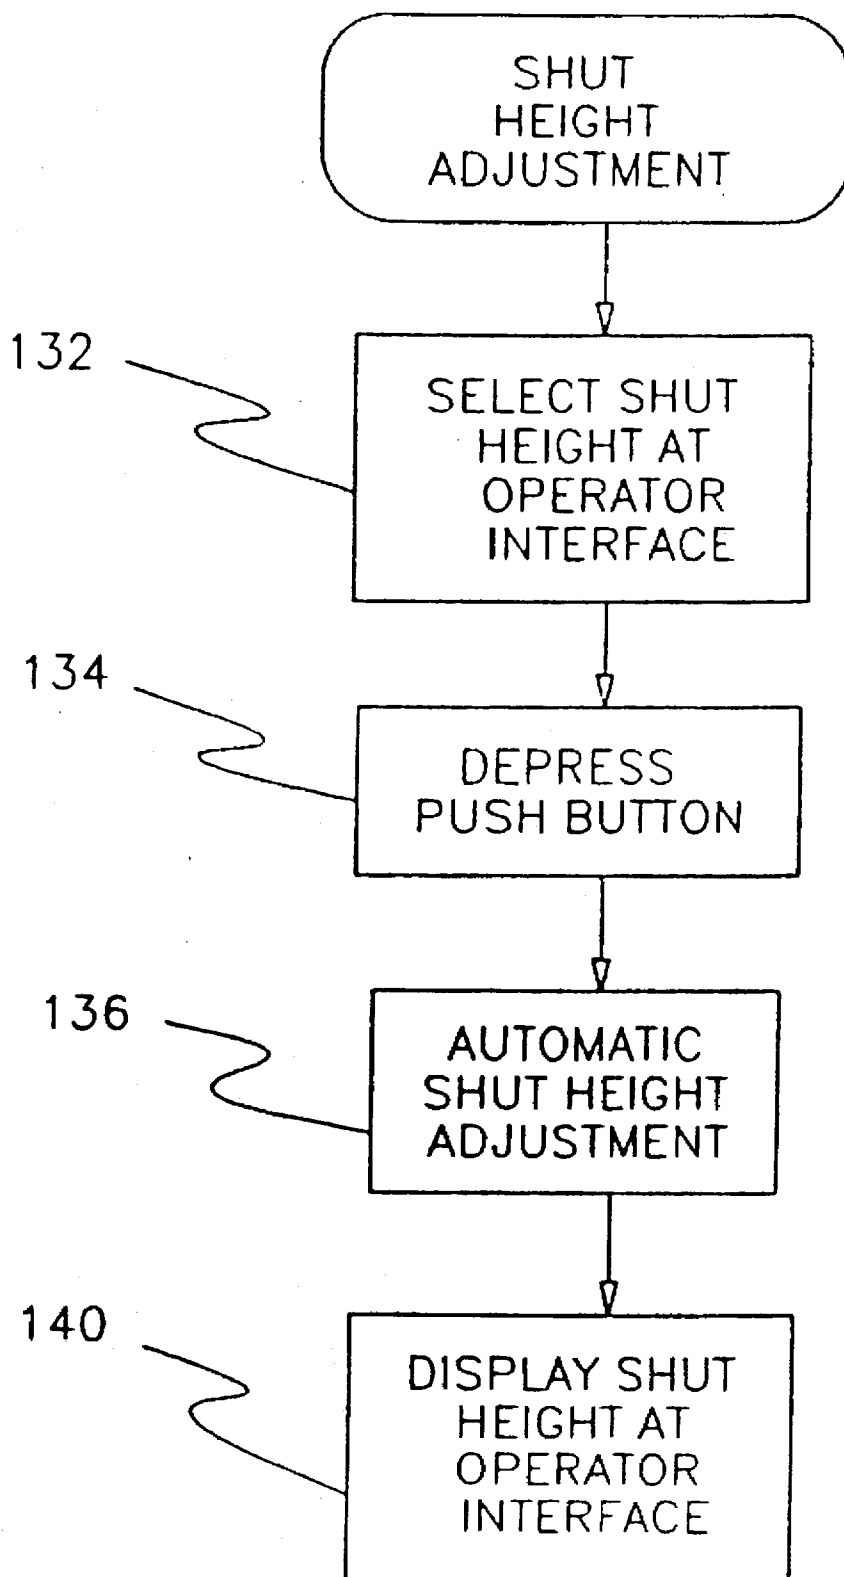 SHUT
HEIGHT
ADJUSTMENT
132
SELECT SHUT
HEIGHT AT
OPERATOR
INTERFACE
134
DEPRESS
PUSH BUTTON
136
AUTOMATIC
SHUT HEIGHT
ADJUSTMENT
140
DISPLAY SHUT
HEIGHT AT
OPERATOR
INTERFACE